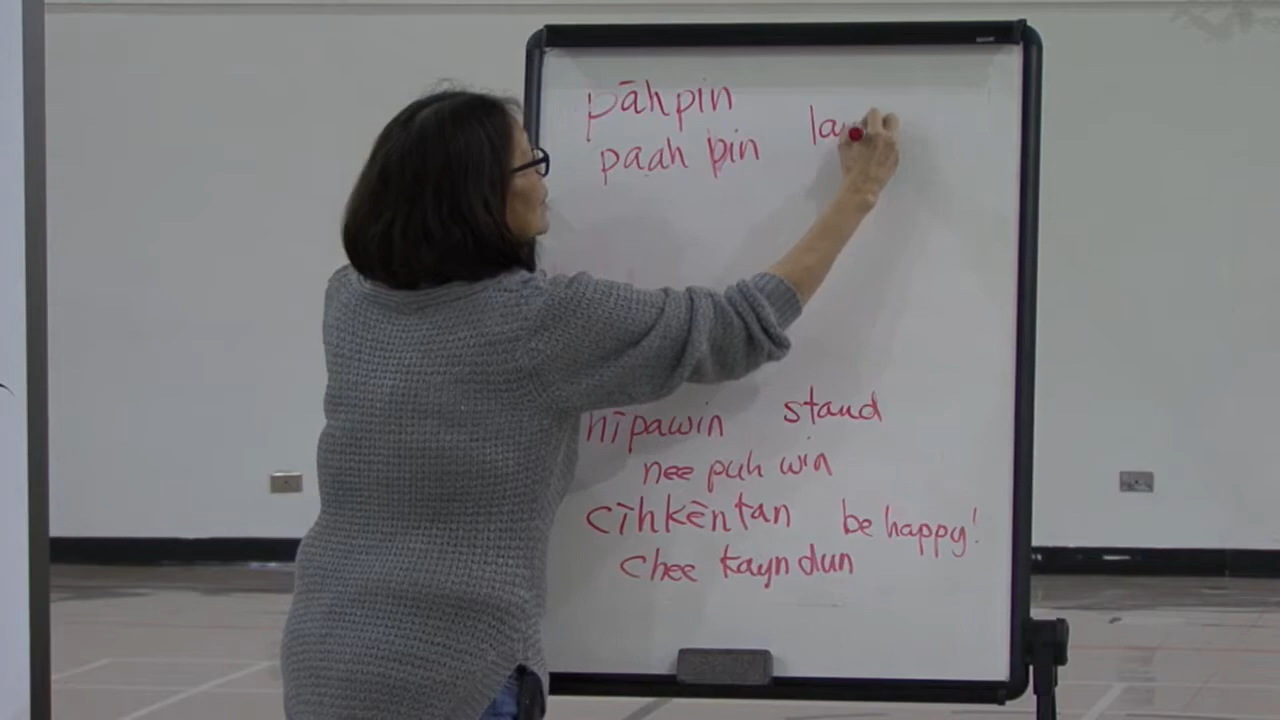 pāhpin
paah pin
nīpawin stand
nee puh win
cīhkēntan be happy!
chee kayn dun